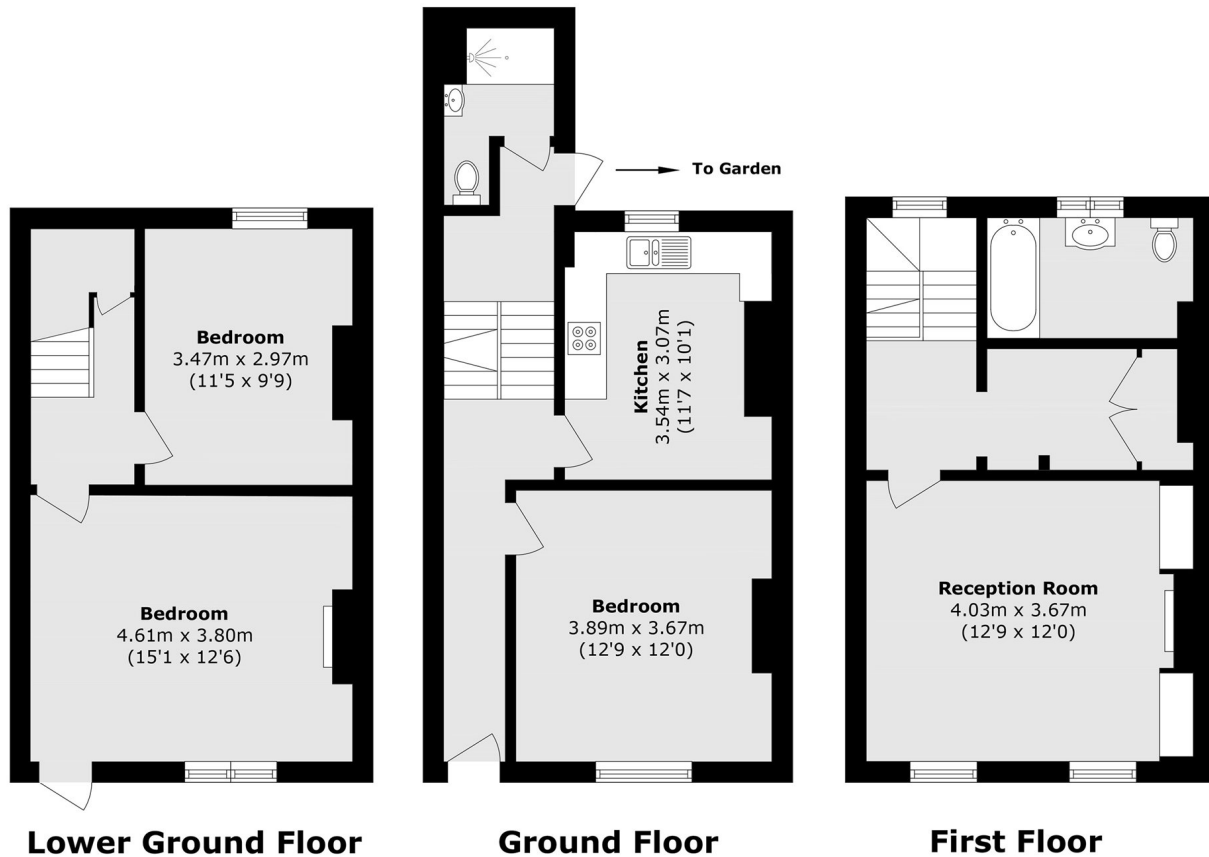 To Garden
Bedroom
3.47m x 2.97m
(11'5 x 9'9)
Bedroom
4.61m x 3.80m
(15'1 x 12'6)
Kitchen
3.54m x 3.07m
(11'7 x 10'1)
Bedroom
3.89m x 3.67m
(12'9 x 12'0)
Reception Room
4.03m x 3.67m
(12'9 x 12'0)
Lower Ground Floor
Ground Floor
First Floor